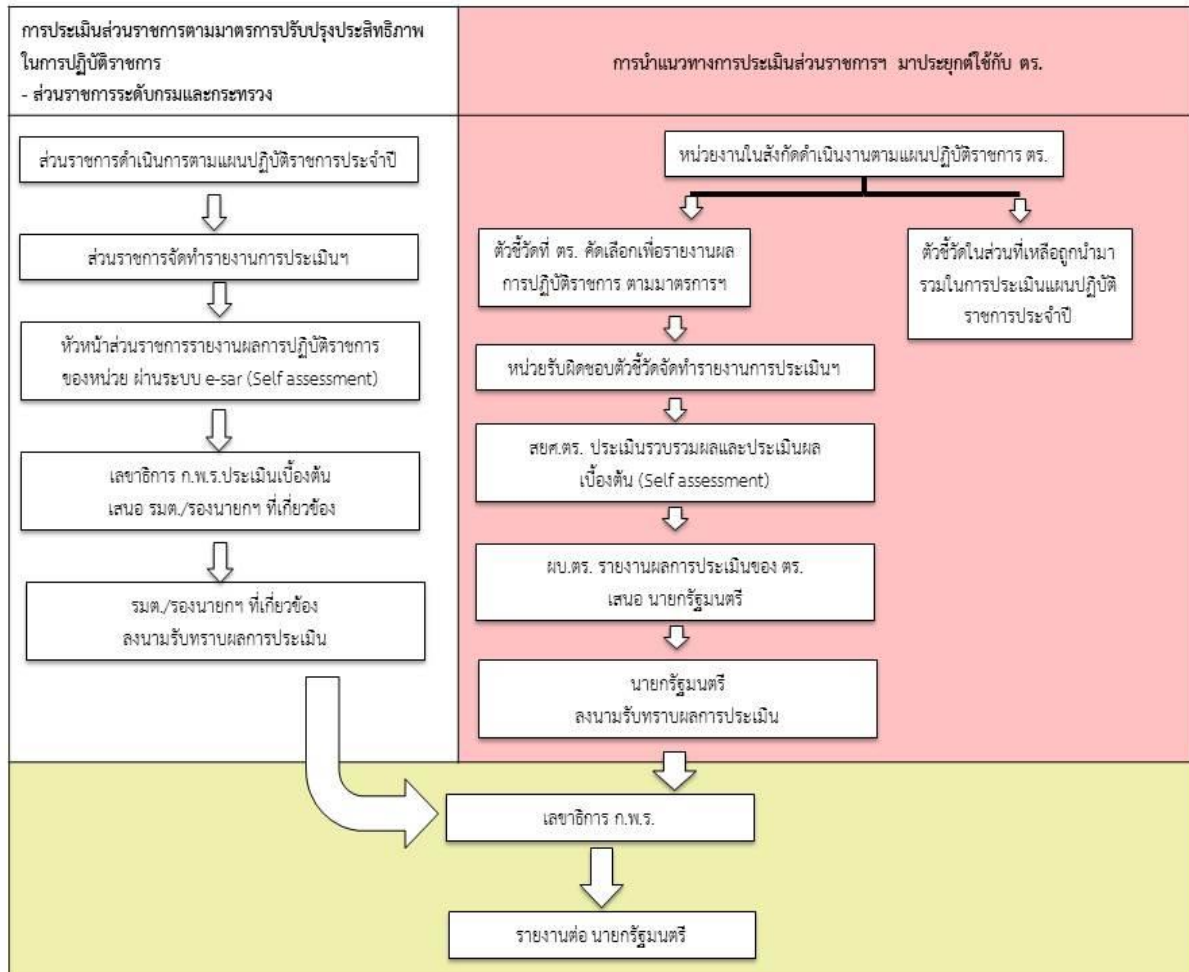 การประเมินส่วนราชการตามมาตรการปรับปรุงประสิทธิภาพ
ในการปฏิบัติราชการ
- ส่วนราชการระดับกรมและกระทรวง
การนำแนวทางการประเมินส่วนราชการฯ มาประยุกต์ใช้กับ ตร.
ส่วนราชการดำเนินการตามแผนปฏิบัติราชการประจำปี
ส่วนราชการจัดทำรายงานการประเมินฯ
หัวหน้าส่วนราชการรายงานผลการปฏิบัติราชการ
ของหน่วย ผ่านระบบ e-sar (Self assessment)
เลขาธิการ ก.พ.ร.ประเมินเบื้องต้น
เสนอ รมต./รองนายกฯ ที่เกี่ยวข้อง
รมต./รองนายกฯ ที่เกี่ยวข้อง
ลงนามรับทราบผลการประเมิน
หน่วยงานในสังกัดดำเนินงานตามแผนปฏิบัติราชการ ตร.
ตัวชี้วัดที่ ตร. คัดเลือกเพื่อรายงานผล
การปฏิบัติราชการ ตามมาตรการฯ
ตัวชี้วัดในส่วนที่เหลือถูกนำมา
รวมในการประเมินแผนปฏิบัติ
ราชการประจำปี
หน่วยรับผิดชอบตัวชี้วัดจัดทำรายงานการประเมินฯ
สยศ.ตร. ประเมินรวบรวมผลและประเมินผล
เบื้องต้น (Self assessment)
ผบ.ตร. รายงานผลการประเมินของ ตร.
เสนอ นายกรัฐมนตรี
นายกรัฐมนตรี
ลงนามรับทราบผลการประเมิน
เลขาธิการ ก.พ.ร.
รายงานต่อ นายกรัฐมนตรี